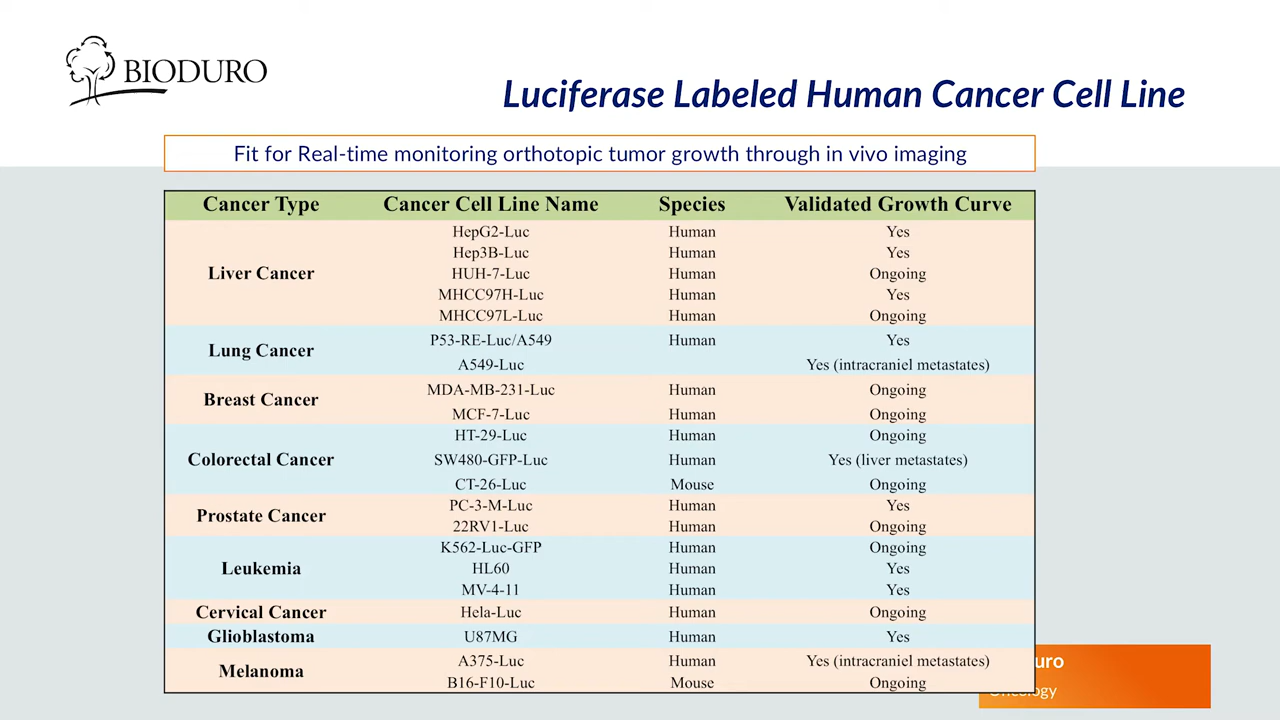 BIODURO
Luciferase Labeled Human Cancer Cell Line
Fit for Real-time monitoring orthotopic tumor growth through in vivo imaging
Cancer Type Cancer Cell Line Name Species Validated Growth Curve
Liver Cancer
HepG2-Luc Human Yes
Hep3B-Luc Human Yes
HUH-7-Luc Human Ongoing
MHCC97H-Luc Human Yes
MHCC97L-Luc Human Ongoing
Lung Cancer
P53-RE-Luc/A549 Human Yes
A549-Luc Yes (intracraniel metastates)
Breast Cancer
MDA-MB-231-Luc Human Ongoing
MCF-7-Luc Human Ongoing
Colorectal Cancer
HT-29-Luc Human Ongoing
SW480-GFP-Luc Human Yes (liver metastates)
CT-26-Luc Mouse Ongoing
Prostate Cancer
PC-3-M-Luc Human Yes
22RV1-Luc Human Ongoing
Leukemia
K562-Luc-GFP Human Ongoing
HL60 Human Yes
MV-4-11 Human Yes
Cervical Cancer Hela-Luc Human Ongoing
Glioblastoma U87MG Human Yes
Melanoma
A375-Luc Human Yes (intracraniel metastates)
B16-F10-Luc Mouse Ongoing
uro
Oncology